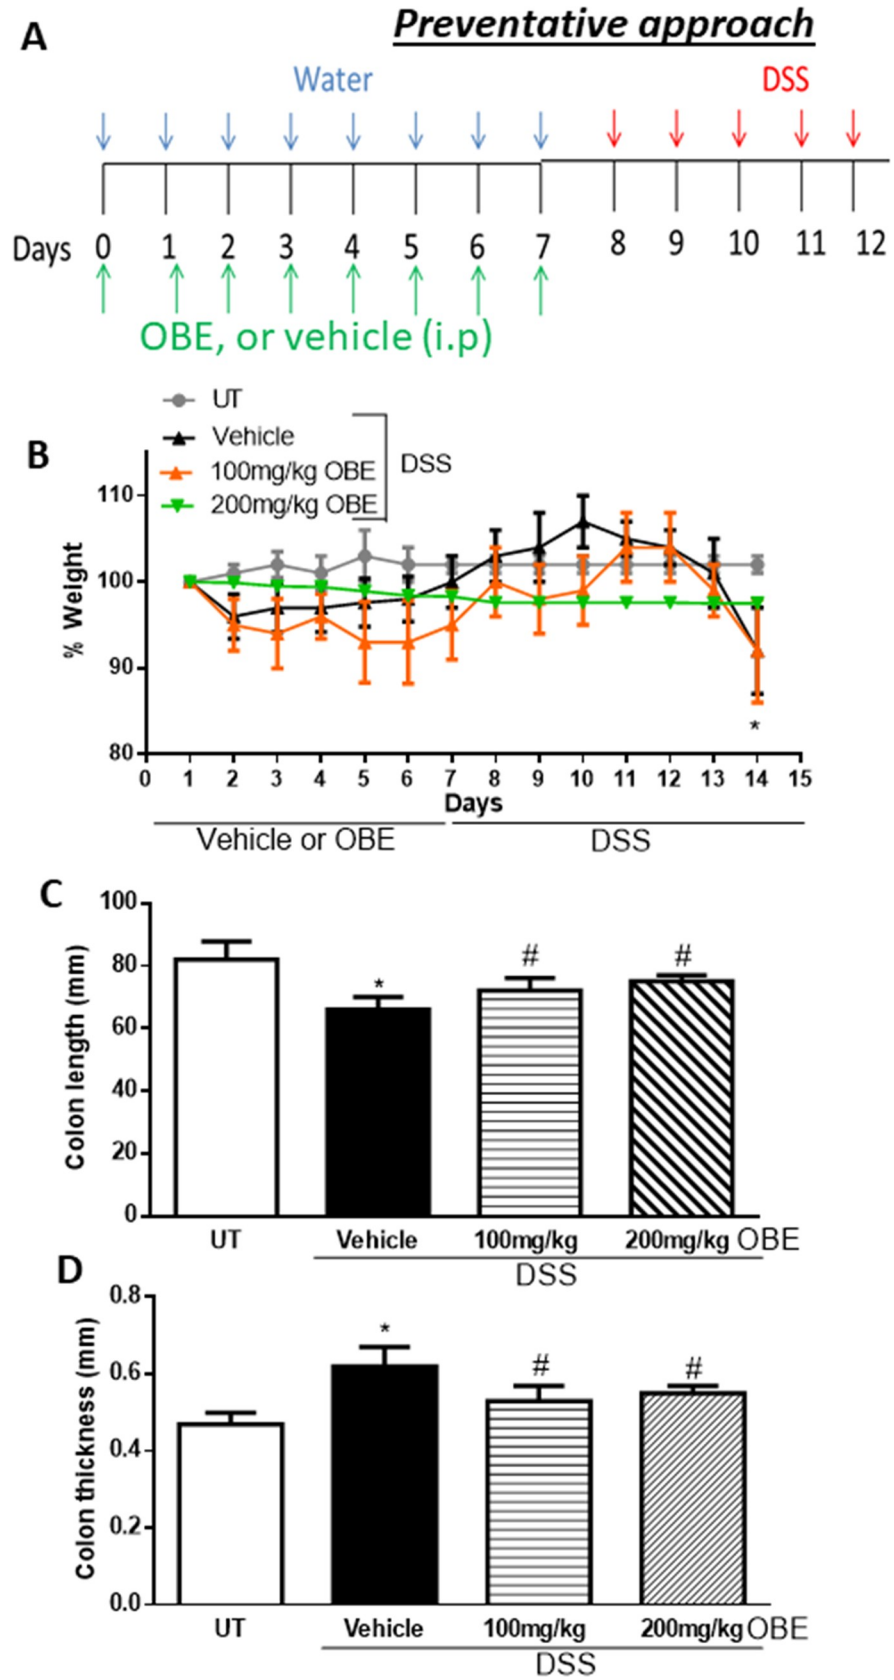 A
Preventative approach
Water
DSS
Days 0 1 2 3 4 5 6 7 8 9 10 11 12
OBE, or vehicle (i.p)
B
UT
Vehicle
100mg/kg OBE
200mg/kg OBE
DSS
110
100
90
80
% Weight
*
0 1 2 3 4 5 6 7 8 9 10 11 12 13 14 15
Days
Vehicle or OBE
DSS
C
100
80
60
40
20
0
Colon length (mm)
*
#
#
UT Vehicle 100mg/kg 200mg/kg OBE
DSS
D
0.8
0.6
0.4
0.2
0.0
Colon thickness (mm)
*
#
#
UT Vehicle 100mg/kg 200mg/kg OBE
DSS